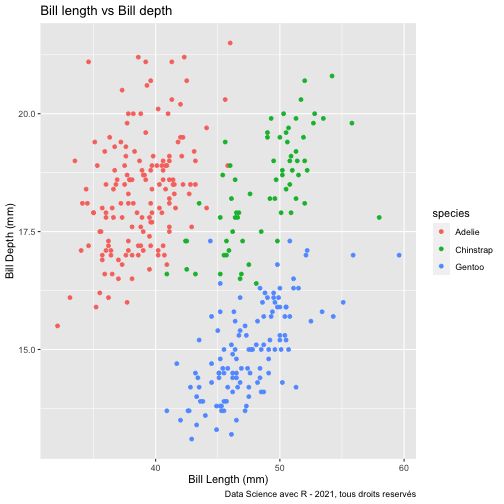 Bill length vs Bill depth
20.0
17.5
15.0
Bill Depth (mm)
40
50
60
Bill Length (mm)
species
Adelie
Chinstrap
Gentoo
Data Science avec R - 2021, tous droits reservés